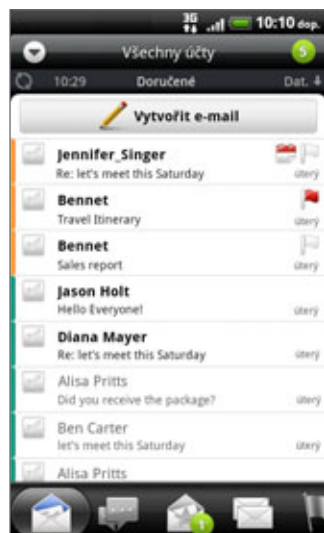 3G 10:10 dop.
Všechny účty 5
10:29 Doručené Dat.
Vytvořit e-mail
Jennifer_Singer
Re: let's meet this Saturday úterý
Bennet
Travel Itinerary úterý
Bennet
Sales report úterý
Jason Holt
Hello Everyone! úterý
Diana Mayer
Re: let's meet this Saturday úterý
Alisa Pritts
Did you receive the package? úterý
Ben Carter
let's meet this Saturday úterý
Alisa Pritts
1